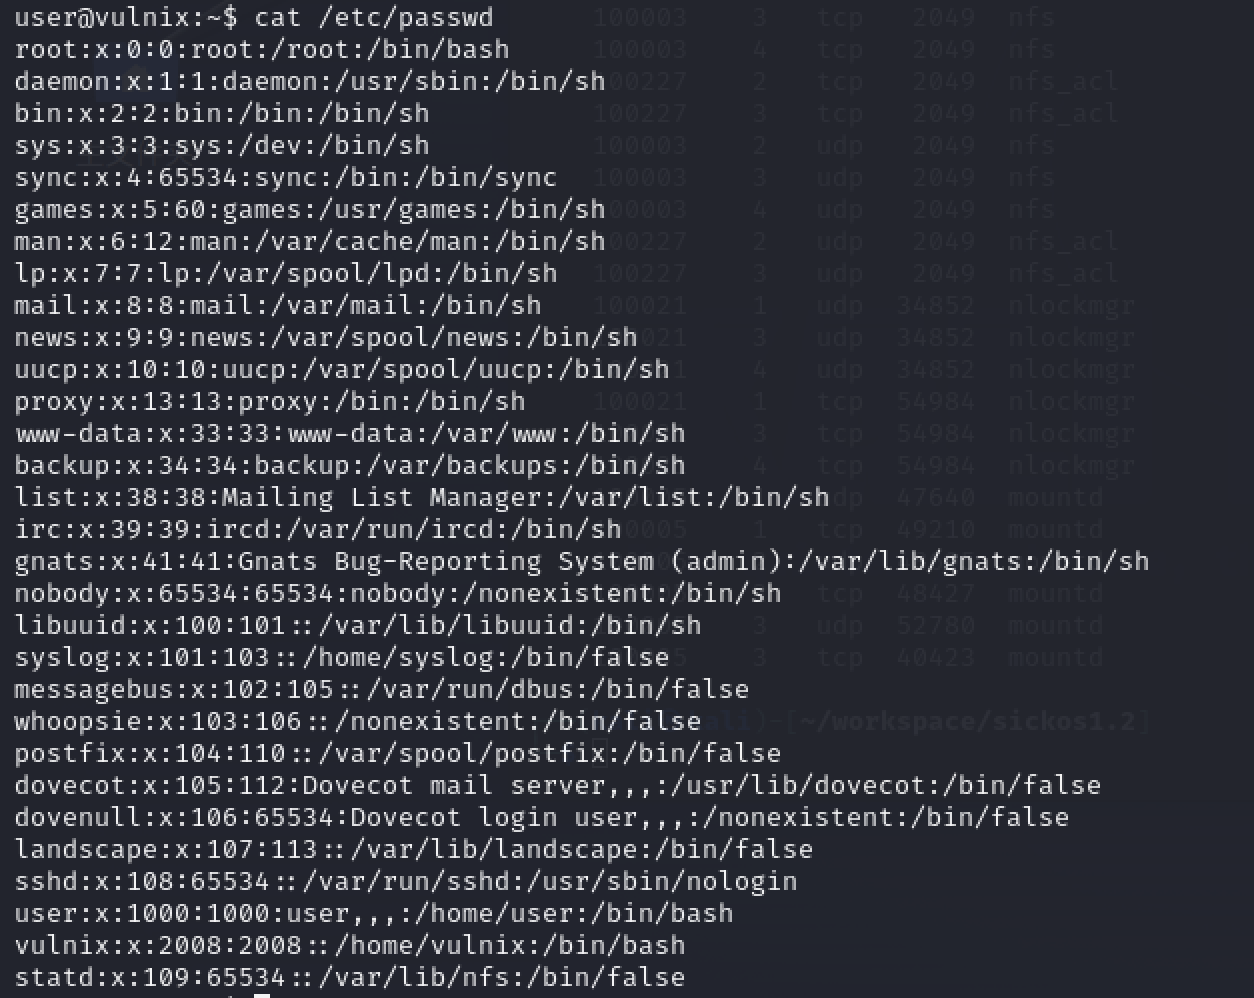 user@vulnix:~$ cat /etc/passwd
root:x:0:0:root:/root:/bin/bash
daemon:x:1:1:daemon:/usr/sbin:/bin/sh
bin:x:2:2:bin:/bin:/bin/sh
sys:x:3:3:sys:/dev:/bin/sh
sync:x:4:65534:sync:/bin:/bin/sync
games:x:5:60:games:/usr/games:/bin/sh
man:x:6:12:man:/var/cache/man:/bin/sh
lp:x:7:7:lp:/var/spool/lpd:/bin/sh
mail:x:8:8:mail:/var/mail:/bin/sh
news:x:9:9:news:/var/spool/news:/bin/sh
uucp:x:10:10:uucp:/var/spool/uucp:/bin/sh
proxy:x:13:13:proxy:/bin:/bin/sh
www-data:x:33:33:www-data:/var/www:/bin/sh
backup:x:34:34:backup:/var/backups:/bin/sh
list:x:38:38:Mailing List Manager:/var/list:/bin/sh
irc:x:39:39:ircd:/var/run/ircd:/bin/sh
gnats:x:41:41:Gnats Bug-Reporting System (admin):/var/lib/gnats:/bin/sh
nobody:x:65534:65534:nobody:/nonexistent:/bin/sh
libuuid:x:100:101::/var/lib/libuuid:/bin/sh
syslog:x:101:103::/home/syslog:/bin/false
messagebus:x:102:105::/var/run/dbus:/bin/false
whoopsie:x:103:106::/nonexistent:/bin/false
postfix:x:104:110::/var/spool/postfix:/bin/false
dovecot:x:105:112:Dovecot mail server,,,:/usr/lib/dovecot:/bin/false
dovenull:x:106:65534:Dovecot login user,,,:/nonexistent:/bin/false
landscape:x:107:113::/var/lib/landscape:/bin/false
sshd:x:108:65534::/var/run/sshd:/usr/sbin/nologin
user:x:1000:1000:user,,,:/home/user:/bin/bash
vulnix:x:2008:2008::/home/vulnix:/bin/bash
statd:x:109:65534::/var/lib/nfs:/bin/false